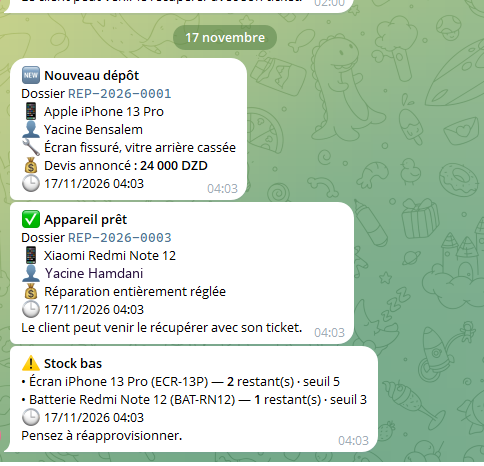 02:00
17 novembre
🆕 Nouveau dépôt
Dossier REP-2026-0001
📱 Apple iPhone 13 Pro
👤 Yacine Bensalem
🔧 Écran fissuré, vitre arrière cassée
💰 Devis annoncé : 24 000 DZD
🕒 17/11/2026 04:03
04:03
✅ Appareil prêt
Dossier REP-2026-0003
📱 Xiaomi Redmi Note 12
👤 Yacine Hamdani
💰 Réparation entièrement réglée
🕒 17/11/2026 04:03
Le client peut venir le récupérer avec son ticket. 04:03
⚠️ Stock bas
• Écran iPhone 13 Pro (ECR-13P) — 2 restant(s) · seuil 5
• Batterie Redmi Note 12 (BAT-RN12) — 1 restant(s) · seuil 3
🕒 17/11/2026 04:03
Pensez à réapprovisionner. 04:03